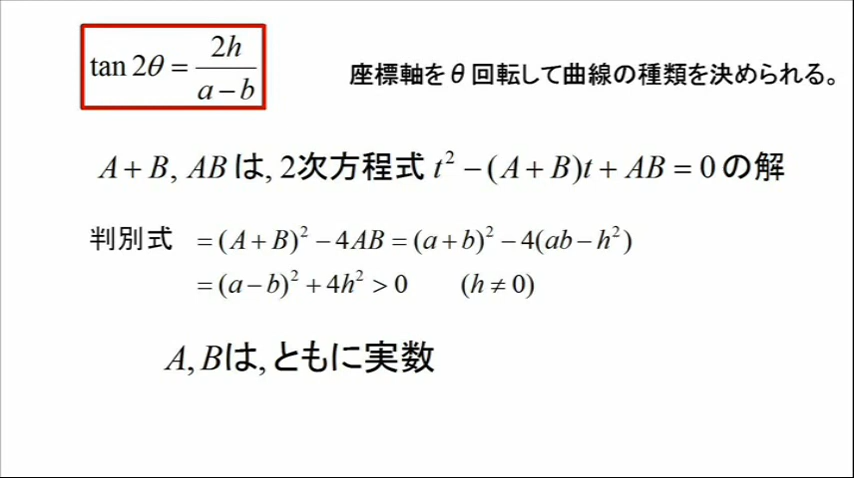 tan 2θ = 2h/(a − b)
座標軸をθ回転して曲線の種類を決められる。
A + B, AB は, 2次方程式 t² − (A + B)t + AB = 0 の解
判別式 = (A + B)² − 4AB = (a + b)² − 4(ab − h²)
= (a − b)² + 4h² > 0 (h ≠ 0)
A, B は, ともに実数